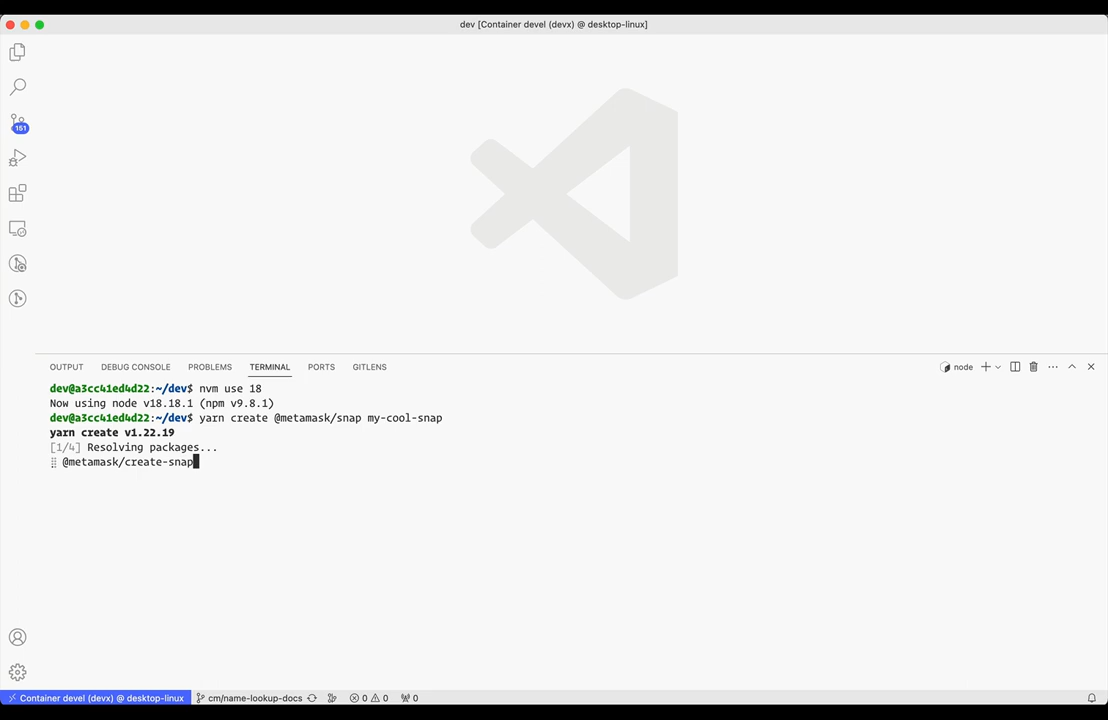 dev [Container devel (devx) @ desktop-linux]
151
OUTPUT DEBUG CONSOLE PROBLEMS TERMINAL PORTS GITLENS
node
dev@a3cc41ed4d22:~/dev$ nvm use 18
Now using node v18.18.1 (npm v9.8.1)
dev@a3cc41ed4d22:~/dev$ yarn create @metamask/snap my-cool-snap
yarn create v1.22.19
[1/4] Resolving packages...
⣾ @metamask/create-snap
Container devel (devx) @ desktop-linux cm/name-lookup-docs 0 0 0